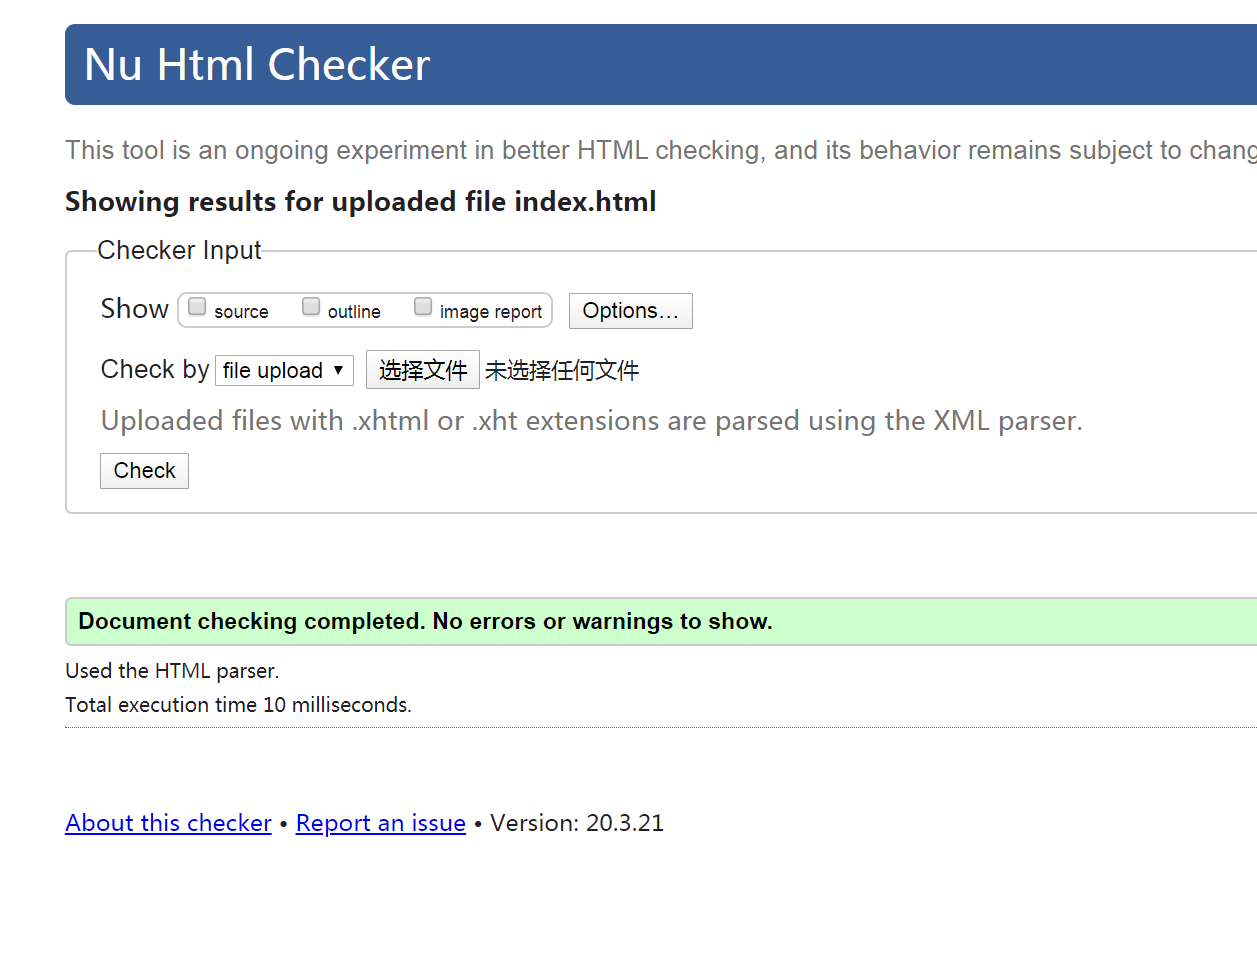 Nu Html Checker
This tool is an ongoing experiment in better HTML checking, and its behavior remains subject to
Showing results for uploaded file index.html
Checker Input
Show source outline image report Options...
Check by file upload ▼ 选择文件 未选择任何文件
Uploaded files with .xhtml or .xht extensions are parsed using the XML parser.
Check
Document checking completed. No errors or warnings to show.
Used the HTML parser.
Total execution time 10 milliseconds.
About this checker • Report an issue • Version: 20.3.21